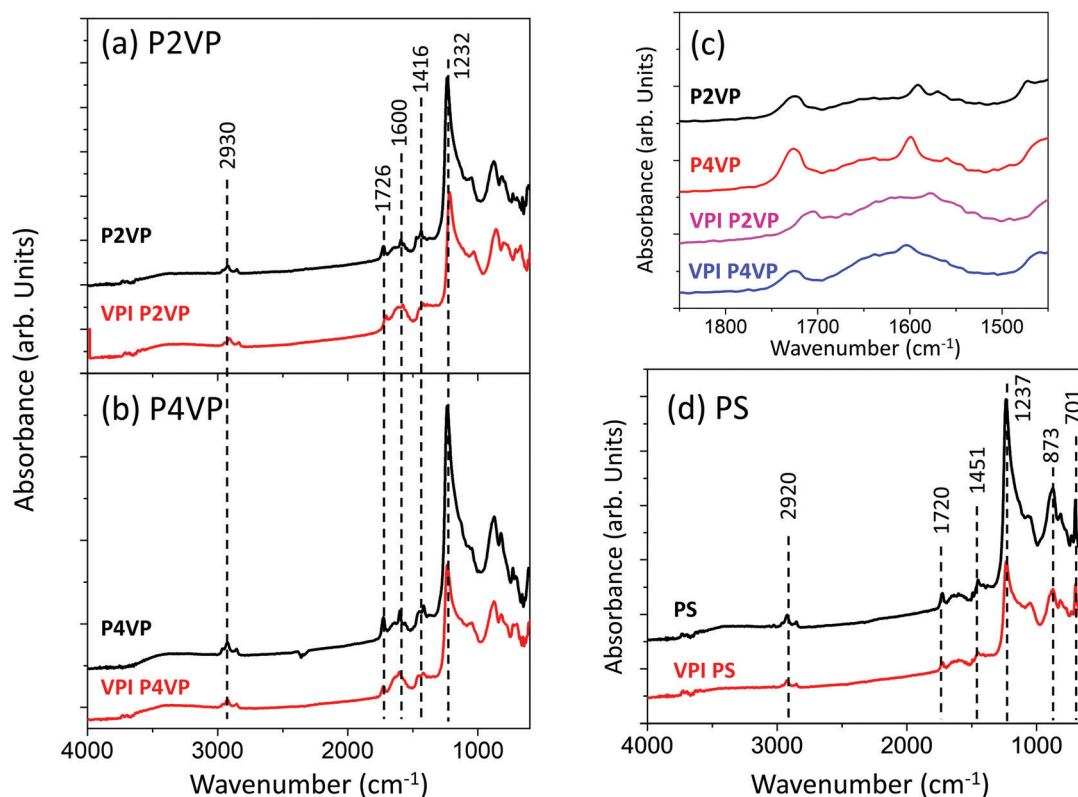 (a) P2VP
2930
1726
1600
1416
1232
P2VP
VPI P2VP
(b) P4VP
P4VP
VPI P4VP
Absorbance (arb. Units)
4000 3000 2000 1000
Wavenumber (cm⁻¹)
(c)
P2VP
P4VP
VPI P2VP
VPI P4VP
Absorbance (arb. Units)
1800 1700 1600 1500
Wavenumber (cm⁻¹)
(d) PS
2920
1720
1451
1237
873
701
PS
VPI PS
Absorbance (arb. Units)
4000 3000 2000 1000
Wavenumber (cm⁻¹)